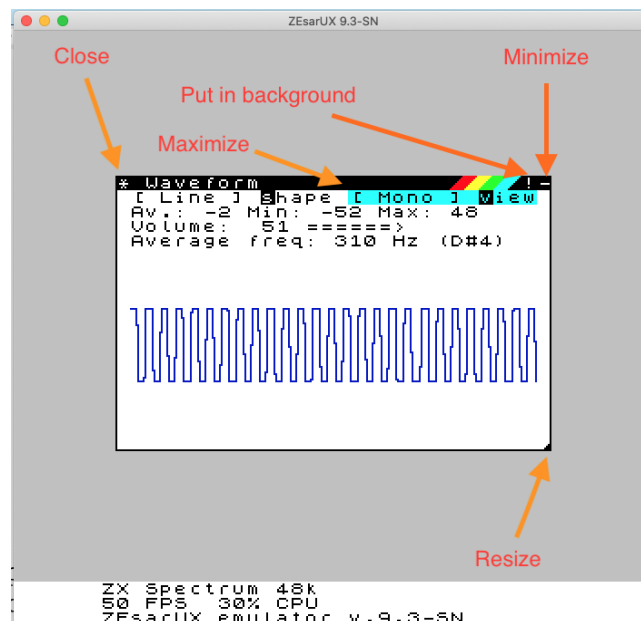 ZEsarUX 9.3-SN
Close
Minimize
Put in background
Maximize
* Waveform ! -
[ Line ] shape [ Mono ] View
Av.: -2 Min: -52 Max: 48
Volume: 51 ======>
Average freq: 310 Hz (D#4)
Resize
ZX Spectrum 48k
50 FPS 30% CPU
ZEsarUX emulator v.9.3-SN